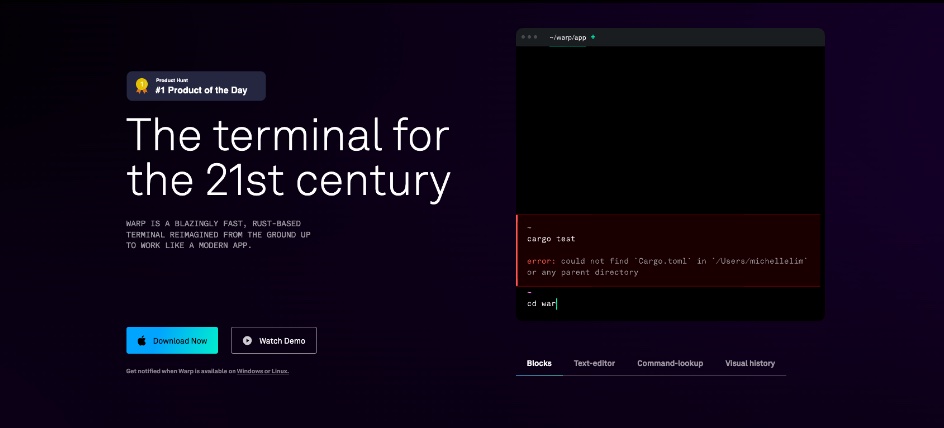 Product Hunt
#1 Product of the Day
The terminal for
the 21st century
WARP IS A BLAZINGLY FAST, RUST-BASED
TERMINAL REIMAGINED FROM THE GROUND UP
TO WORK LIKE A MODERN APP.
Download Now
Watch Demo
Get notified when Warp is available on Windows or Linux.
~/warp/app
~
cargo test
error: could not find `Cargo.toml` in `/Users/michellelim`
or any parent directory
~
cd war
Blocks
Text-editor
Command-lookup
Visual history